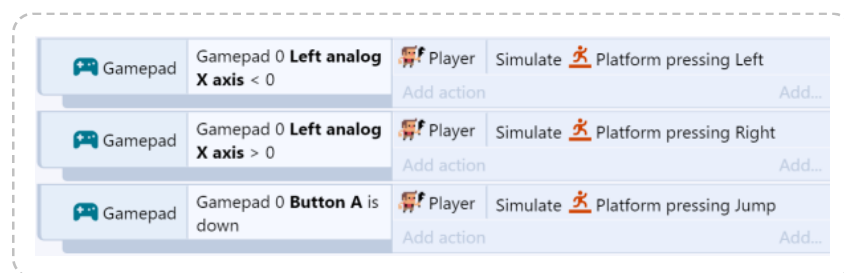 Gamepad
Gamepad 0 Left analog
X axis < 0
Player
Simulate Platform pressing Left
Add action
Add...
Gamepad
Gamepad 0 Left analog
X axis > 0
Player
Simulate Platform pressing Right
Add action
Add...
Gamepad
Gamepad 0 Button A is
down
Player
Simulate Platform pressing Jump
Add action
Add...